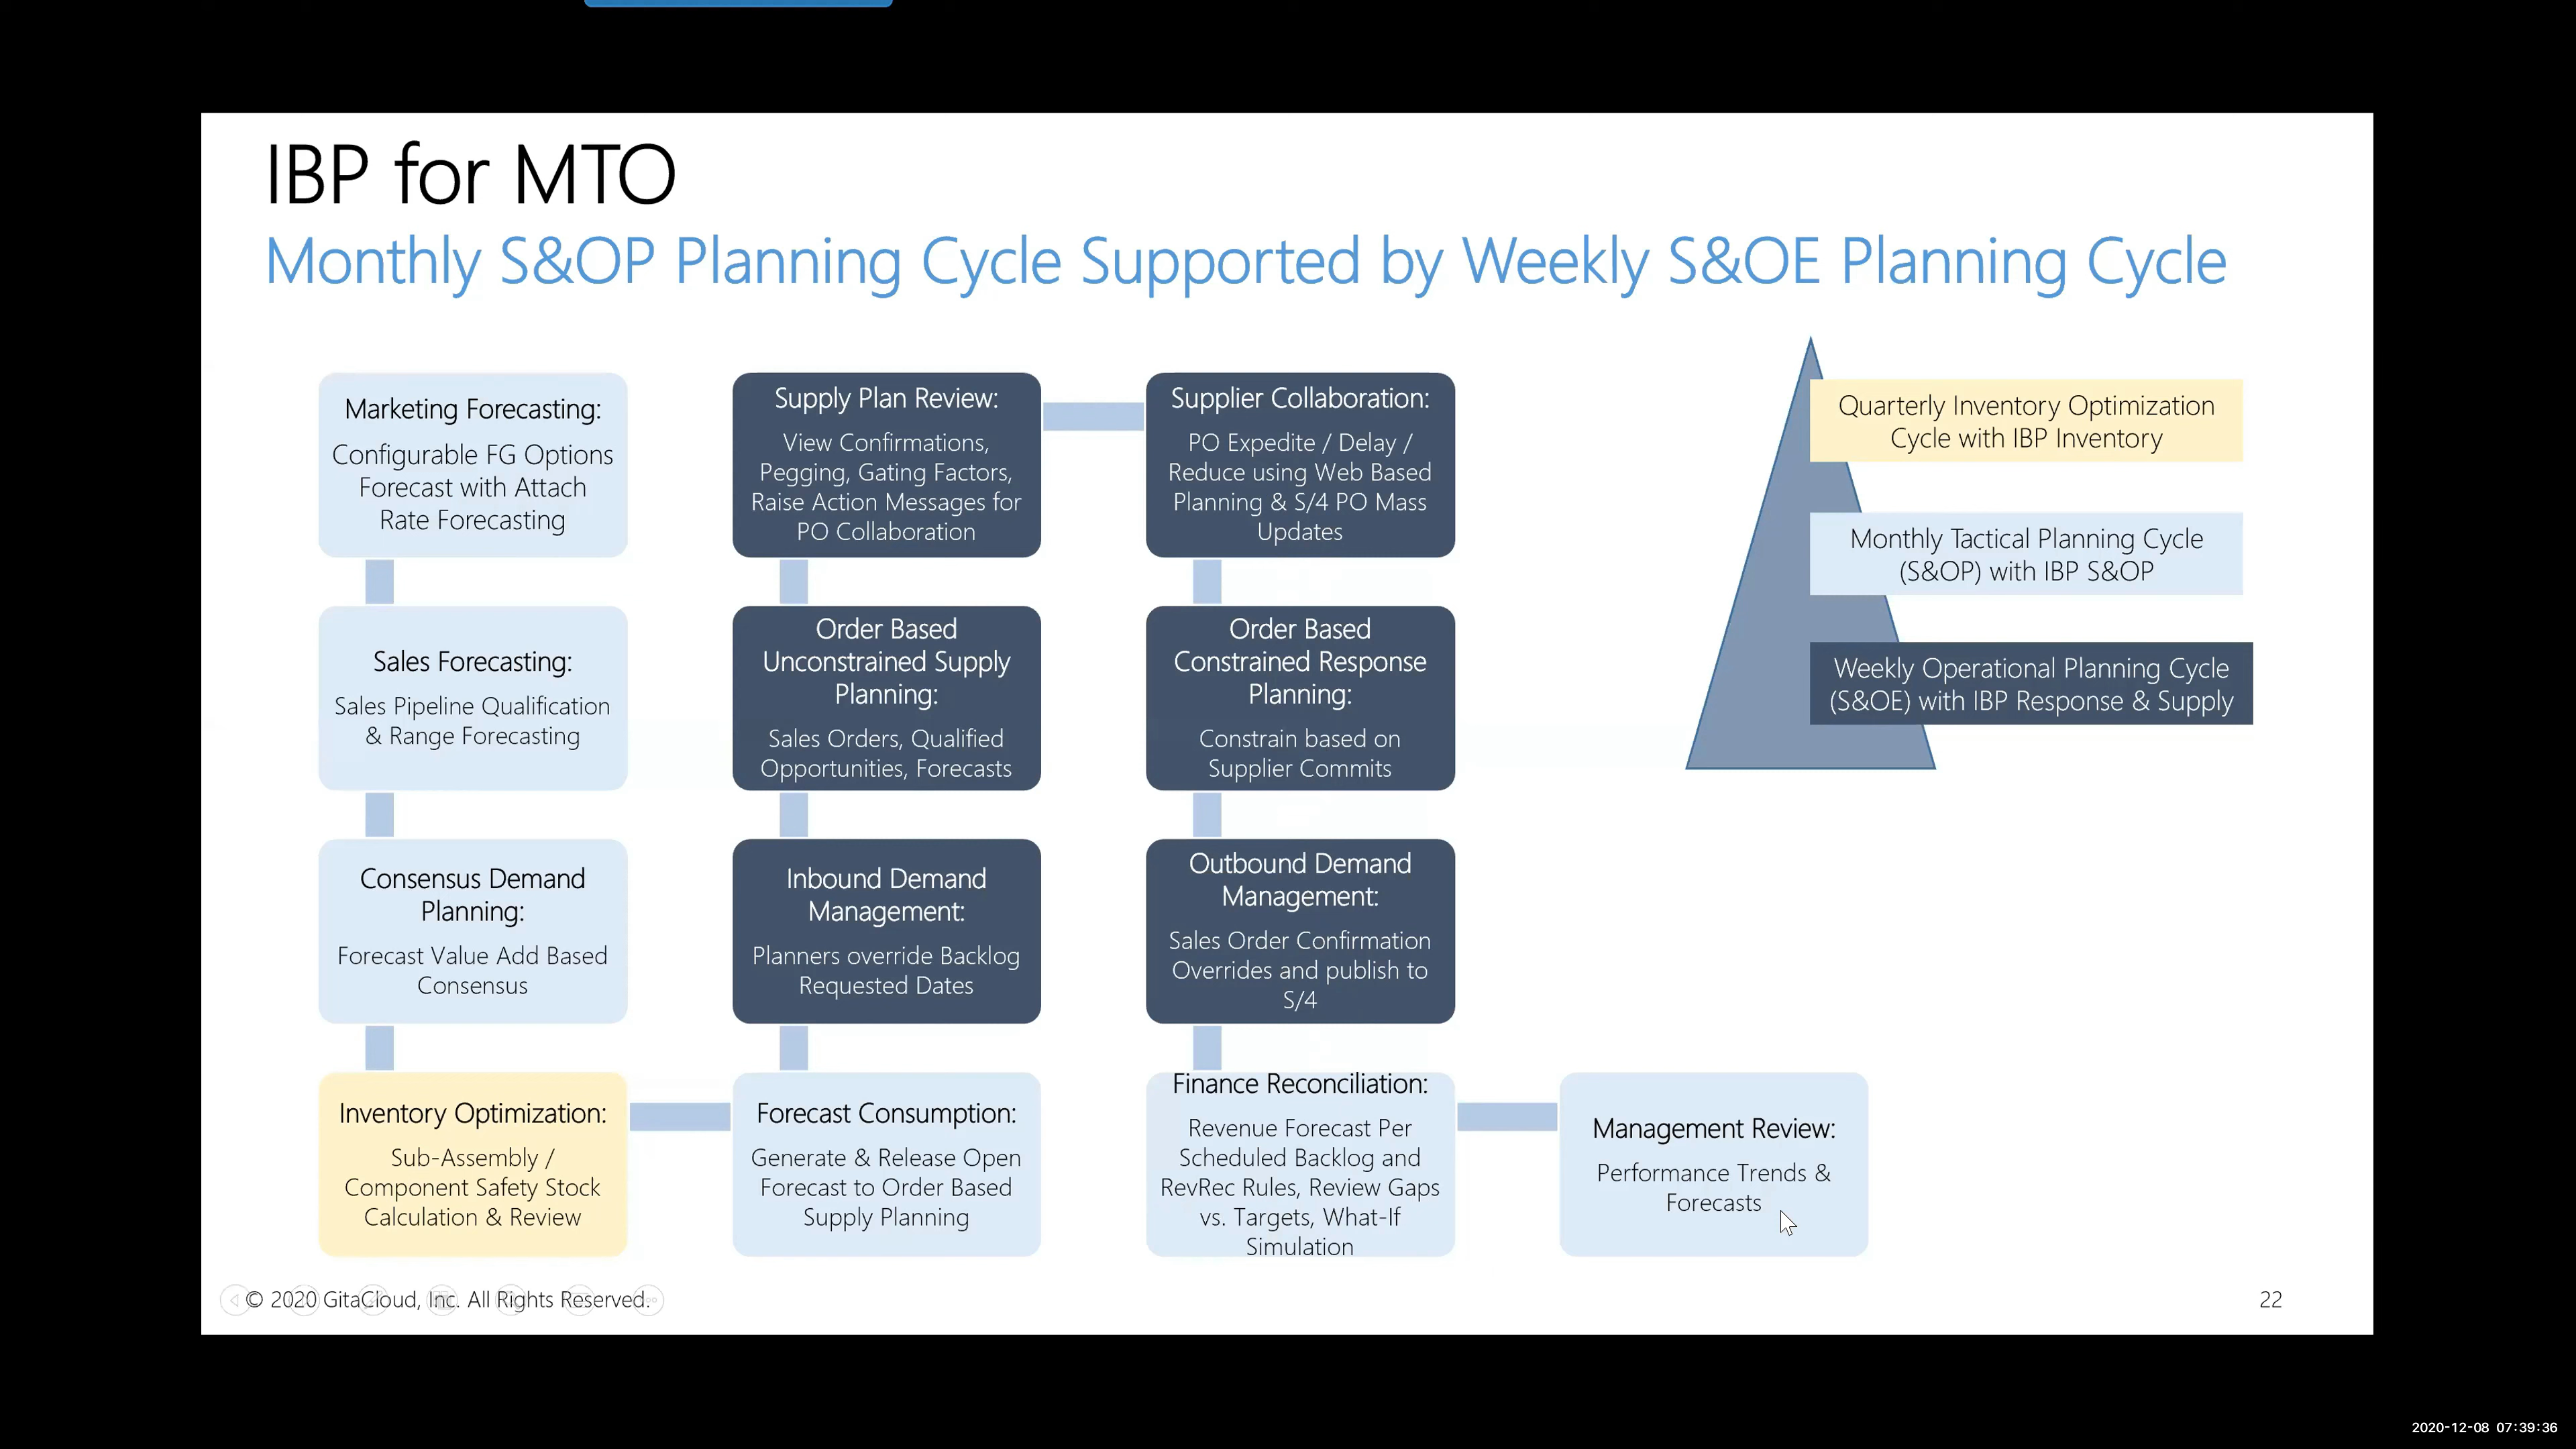 IBP for MTO
Monthly S&OP Planning Cycle Supported by Weekly S&OE Planning Cycle
Marketing Forecasting:
Configurable FG Options
Forecast with Attach
Rate Forecasting
Sales Forecasting:
Sales Pipeline Qualification
& Range Forecasting
Consensus Demand
Planning:
Forecast Value Add Based
Consensus
Inventory Optimization:
Sub-Assembly /
Component Safety Stock
Calculation & Review
Forecast Consumption:
Generate & Release Open
Forecast to Order Based
Supply Planning
Inbound Demand
Management:
Planners override Backlog
Requested Dates
Order Based
Unconstrained Supply
Planning:
Sales Orders, Qualified
Opportunities, Forecasts
Supply Plan Review:
View Confirmations,
Pegging, Gating Factors,
Raise Action Messages for
PO Collaboration
Supplier Collaboration:
PO Expedite / Delay /
Reduce using Web Based
Planning & S/4 PO Mass
Updates
Order Based
Constrained Response
Planning:
Constrain based on
Supplier Commits
Outbound Demand
Management:
Sales Order Confirmation
Overrides and publish to
S/4
Finance Reconciliation:
Revenue Forecast Per
Scheduled Backlog and
RevRec Rules, Review Gaps
vs. Targets, What-If
Simulation
Management Review:
Performance Trends &
Forecasts
Quarterly Inventory Optimization
Cycle with IBP Inventory
Monthly Tactical Planning Cycle
(S&OP) with IBP S&OP
Weekly Operational Planning Cycle
(S&OE) with IBP Response & Supply
© 2020 GitaCloud, Inc. All Rights Reserved.
22
2020-12-08 07:39:36